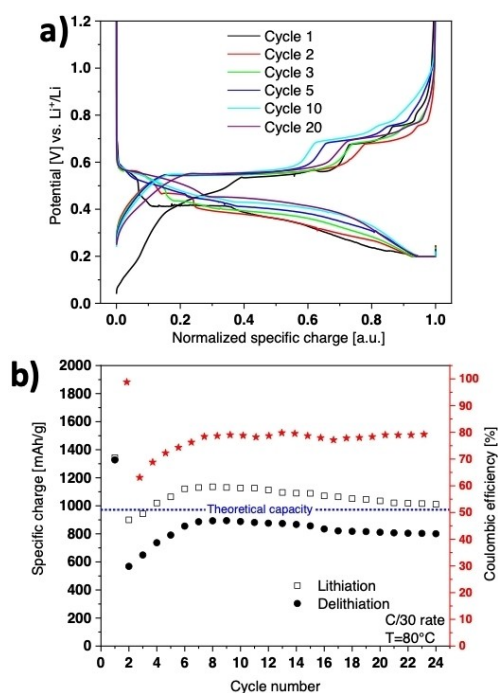 a)
1.2
1.0
0.8
0.6
0.4
0.2
0.0
Potential [V] vs. Li⁺/Li
Cycle 1
Cycle 2
Cycle 3
Cycle 5
Cycle 10
Cycle 20
0.0 0.2 0.4 0.6 0.8 1.0
Normalized specific charge [a.u.]
b)
2000
1800
1600
1400
1200
1000
800
600
400
200
0
Specific charge [mAh/g]
Theoretical capacity
Lithiation
Delithiation
C/30 rate
T=80°C
100
90
80
70
60
50
40
30
20
10
0
Coulombic efficiency [%]
0 2 4 6 8 10 12 14 16 18 20 22 24
Cycle number